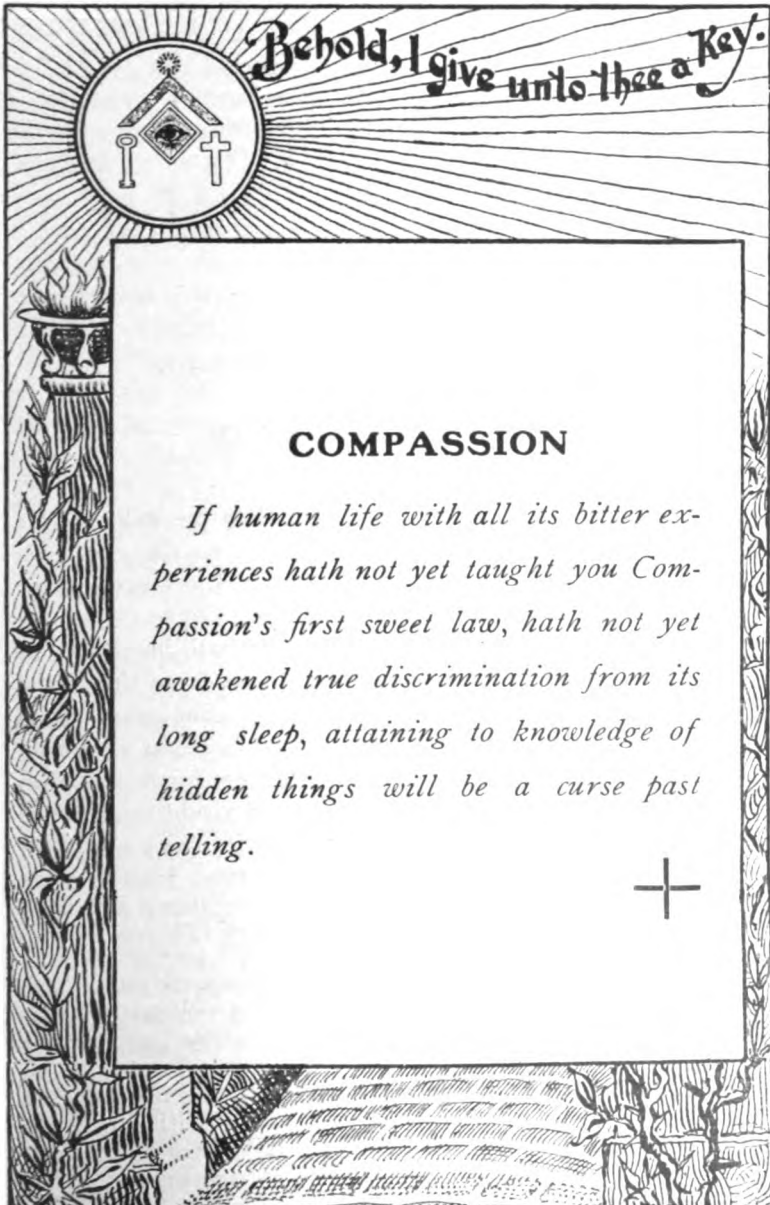 Behold, I give unto thee a Key.
COMPASSION
If human life with all its bitter ex-
periences hath not yet taught you Com-
passion's first sweet law, hath not yet
awakened true discrimination from its
long sleep, attaining to knowledge of
hidden things will be a curse past
telling.